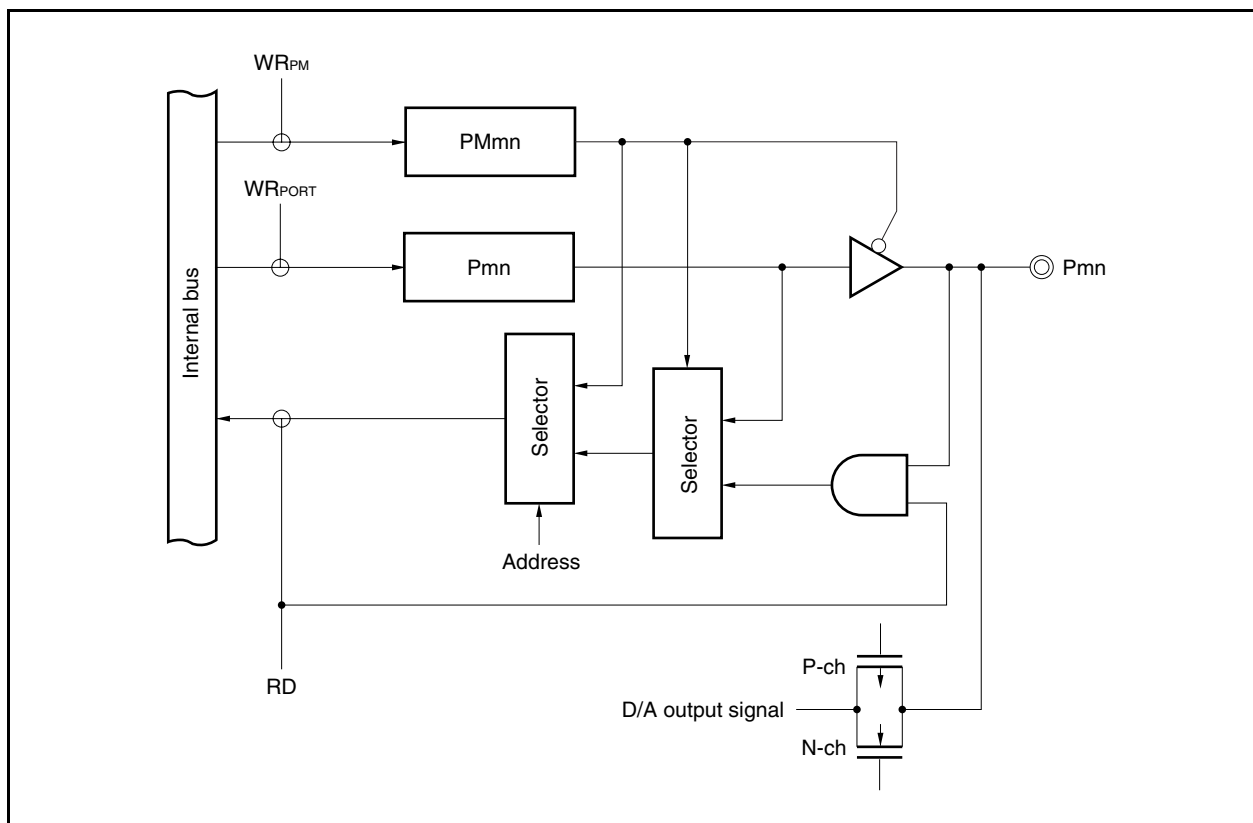 WRPM
PMmn
WRPORT
Pmn
Pmn
Internal bus
Selector
Selector
Address
RD
P-ch
D/A output signal
N-ch